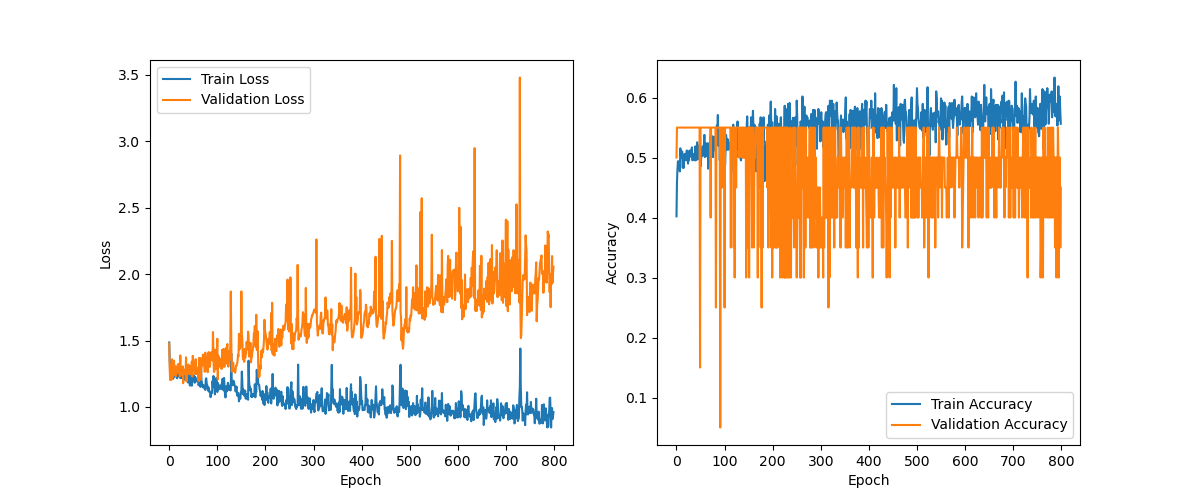 3.5
3.0
2.5
2.0
1.5
1.0
Loss
0 100 200 300 400 500 600 700 800
Epoch
Train Loss
Validation Loss
0.6
0.5
0.4
0.3
0.2
0.1
Accuracy
0 100 200 300 400 500 600 700 800
Epoch
Train Accuracy
Validation Accuracy